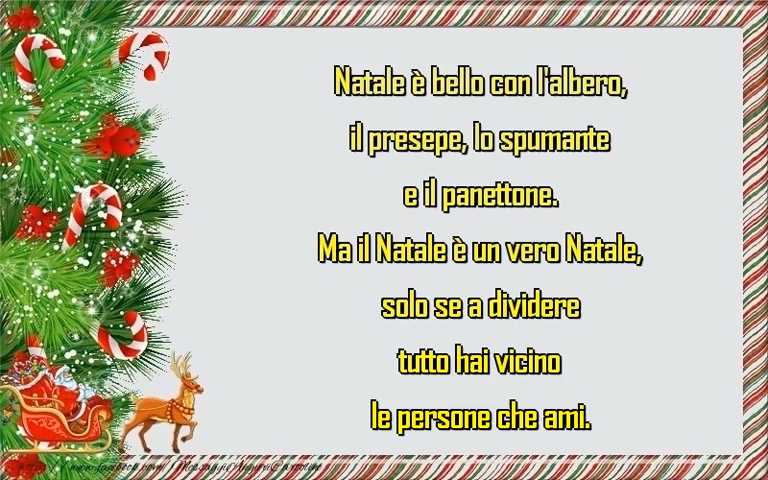 Natale è bello con l'albero,
il presepe, lo spumante
e il panettone.
Ma il Natale è un vero Natale,
solo se a dividere
tutto hai vicino
le persone che ami.